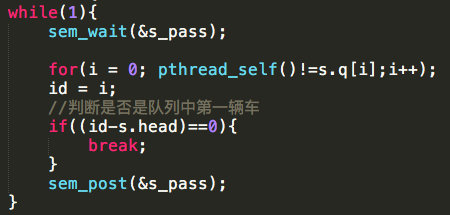 while(1){
sem_wait(&s_pass);
for(i = 0; pthread_self()!=s.q[i];i++);
id = i;
//判断是否是队列中第一辆车
if((id-s.head)==0){
break;
}
sem_post(&s_pass);
}